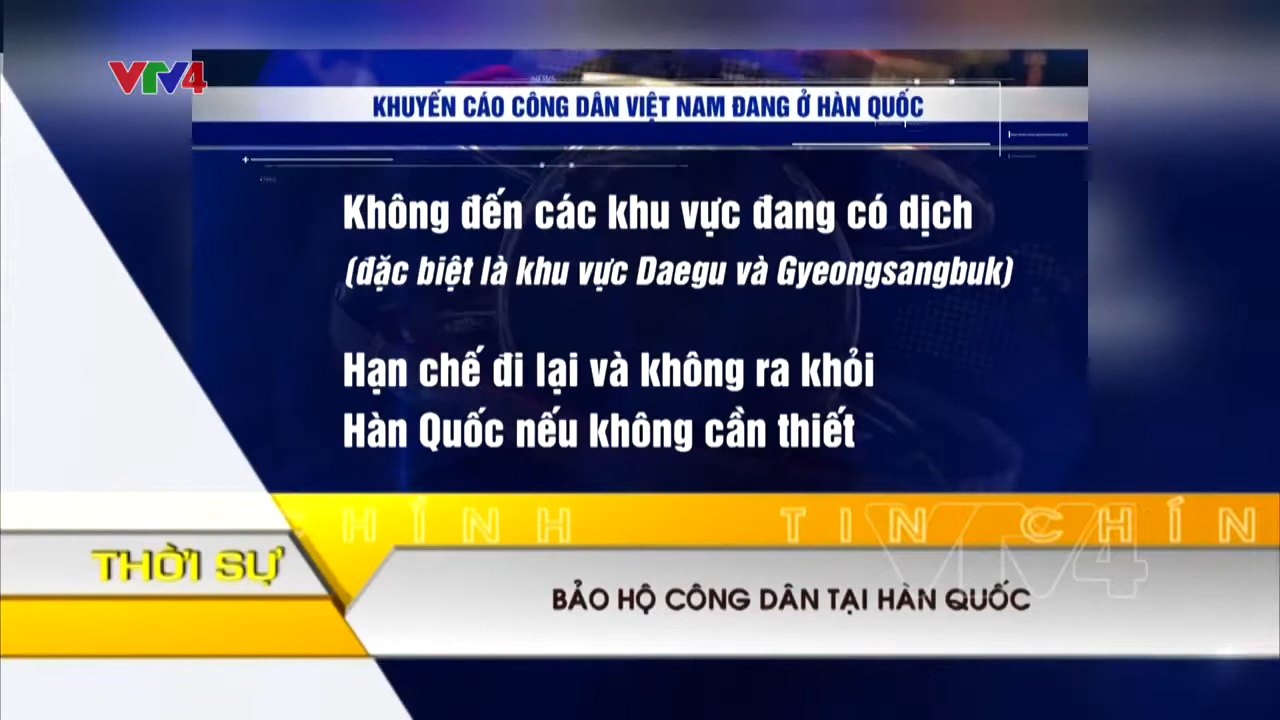 VTV4
KHUYẾN CÁO CÔNG DÂN VIỆT NAM ĐANG Ở HÀN QUỐC
Không đến các khu vực đang có dịch
(đặc biệt là khu vực Daegu và Gyeongsangbuk)
Hạn chế đi lại và không ra khỏi
Hàn Quốc nếu không cần thiết
CHÍNH TIN CHÍN
THỜI SỰ
VTV4
BẢO HỘ CÔNG DÂN TẠI HÀN QUỐC